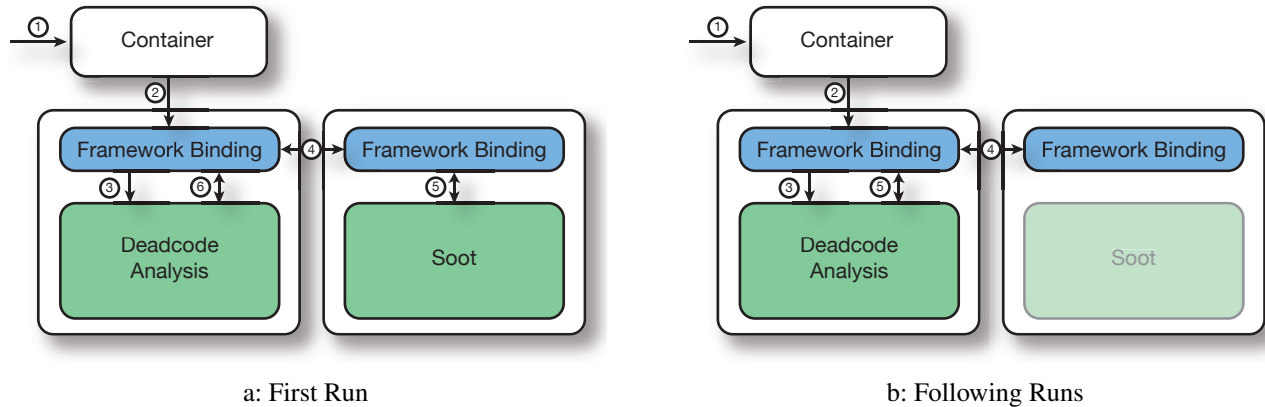 1
Container
2
Framework Binding
4
Framework Binding
3
6
5
Deadcode
Analysis
Soot
a: First Run
1
Container
2
Framework Binding
4
Framework Binding
3
5
Deadcode
Analysis
Soot
b: Following Runs